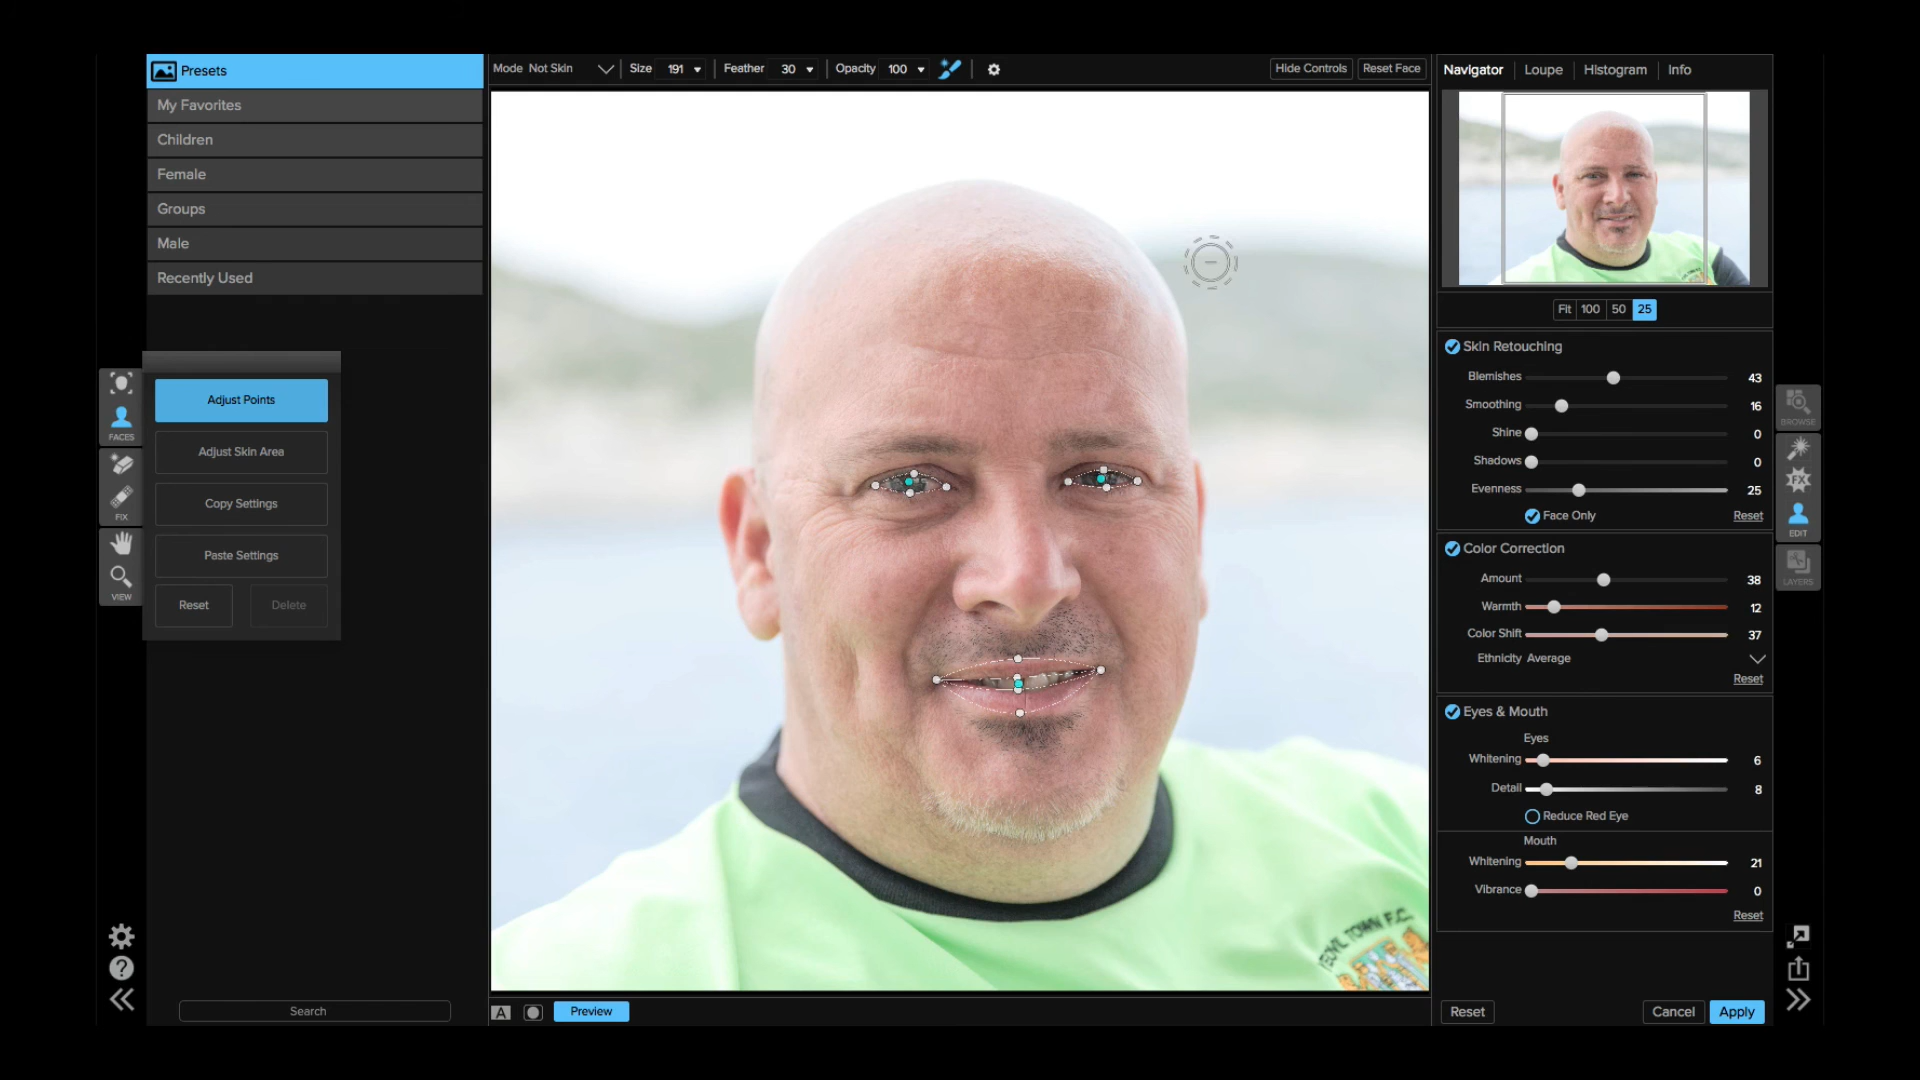 Presets
My Favorites
Children
Female
Groups
Male
Recently Used
FACES
FIX
VIEW
Adjust Points
Adjust Skin Area
Copy Settings
Paste Settings
Reset Delete
Search
Mode Not Skin Size 191 Feather 30 Opacity 100
Hide Controls Reset Face
YEOVIL TOWN F.C.
A Preview
Navigator Loupe Histogram Info
Fit 100 50 25
Skin Retouching
Blemishes 43
Smoothing 16
Shine 0
Shadows 0
Evenness 25
Face Only Reset
Color Correction
Amount 38
Warmth 12
Color Shift 37
Ethnicity Average
Reset
Eyes & Mouth
Eyes
Whitening 6
Detail 8
Reduce Red Eye
Mouth
Whitening 21
Vibrance 0
Reset
Reset Cancel Apply
BROWSE
FX
EDIT
LAYERS